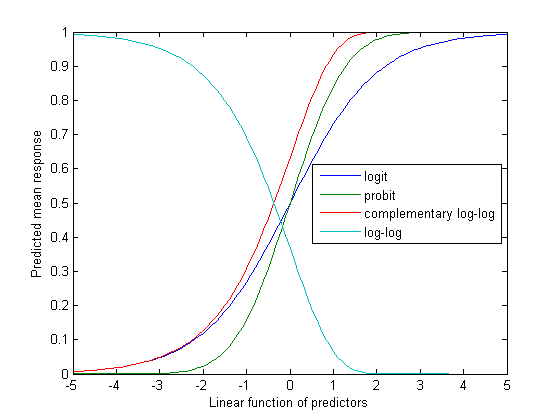 1
0.9
0.8
0.7
0.6
0.5
0.4
0.3
0.2
0.1
0
Predicted mean response
logit
probit
complementary log-log
log-log
-5 -4 -3 -2 -1 0 1 2 3 4 5
Linear function of predictors